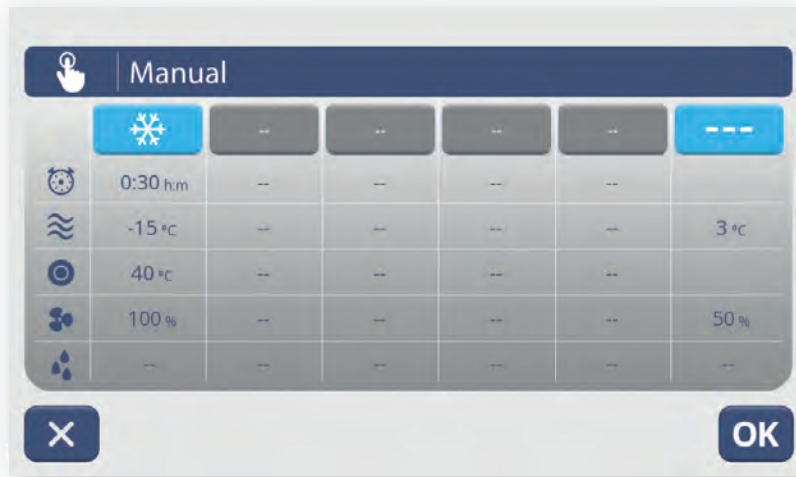 Manual
-- -- -- -- ---
0:30 h:m -- -- -- --
-15 °C -- -- -- -- 3 °C
40 °C -- -- -- --
100 % -- -- -- -- 50 %
-- -- -- -- -- --
OK